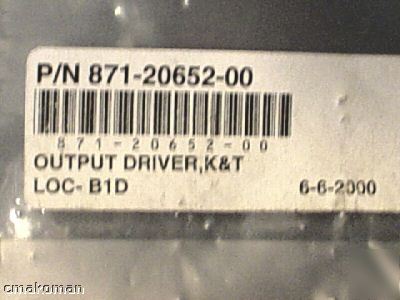 P/N 871-20652-00
871-20652-00
OUTPUT DRIVER,K&T
LOC- B1D 6-6-2000
cmakoman